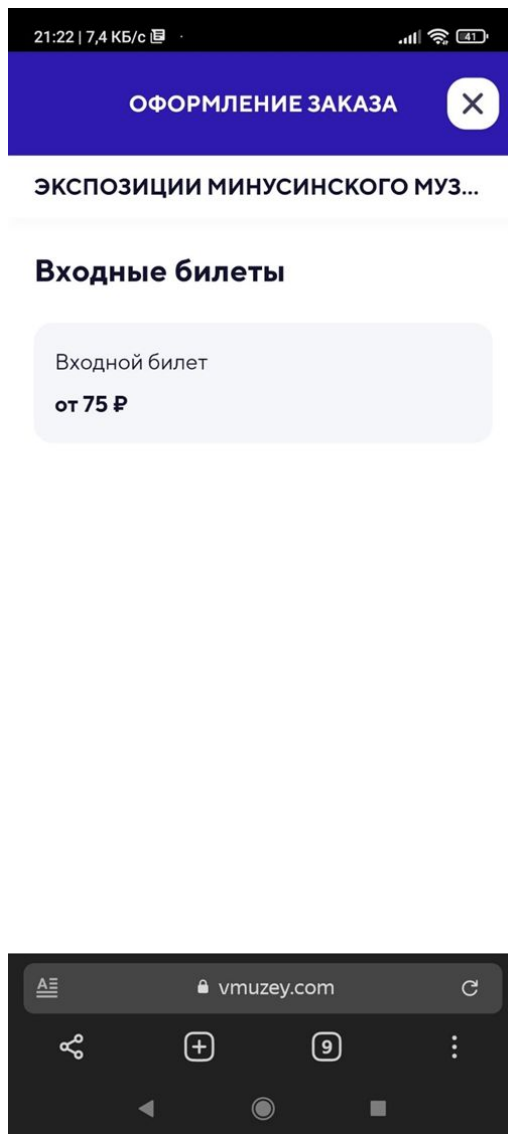 21:22 | 7,4 КБ/с
41
ОФОРМЛЕНИЕ ЗАКАЗА
ЭКСПОЗИЦИИ МИНУСИНСКОГО МУЗ...
Входные билеты
Входной билет
от 75 ₽
vmuzey.com
9